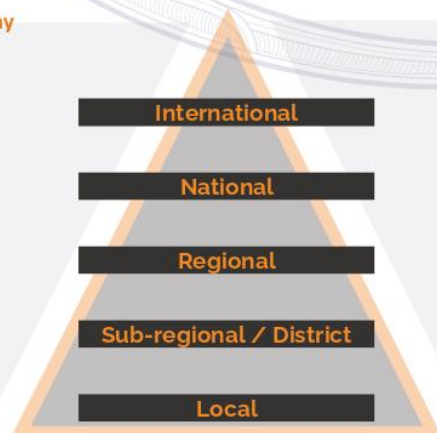 International
National
Regional
Sub-regional / District
Local